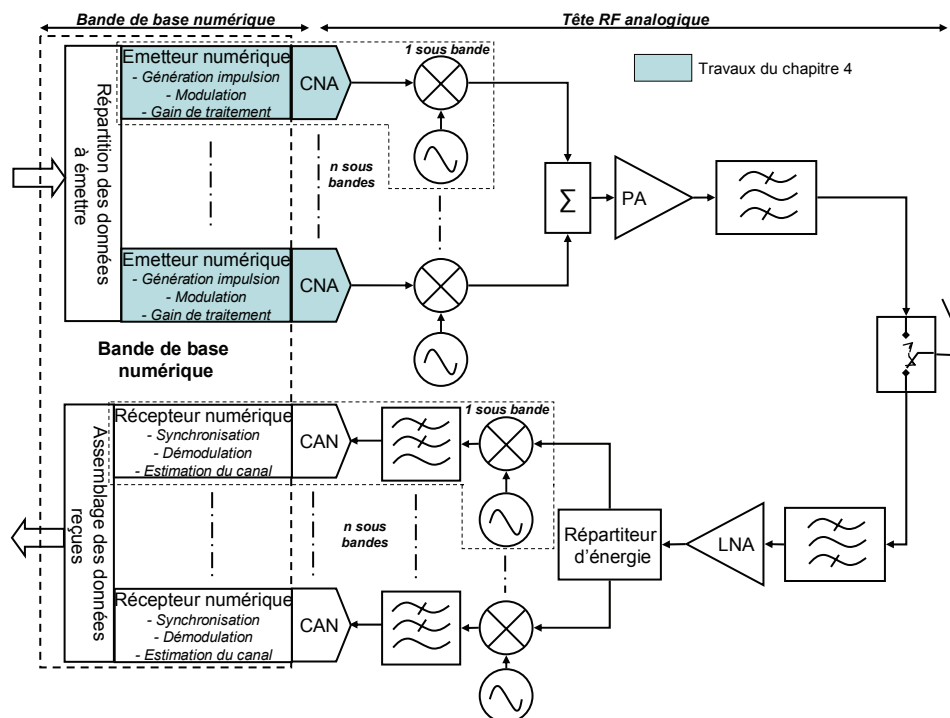 Bande de base numérique
Tête RF analogique
Répartition des données
à émettre
Emetteur numérique
- Génération impulsion
- Modulation
- Gain de traitement
CNA
1 sous bande
Travaux du chapitre 4
n sous
bandes
Σ
PA
Emetteur numérique
- Génération impulsion
- Modulation
- Gain de traitement
CNA
Bande de base
numérique
Assemblage des données
reçues
Récepteur numérique
- Synchronisation
- Démodulation
- Estimation du canal
CAN
1 sous bande
n sous
bandes
Répartiteur
d'énergie
LNA
Récepteur numérique
- Synchronisation
- Démodulation
- Estimation du canal
CAN